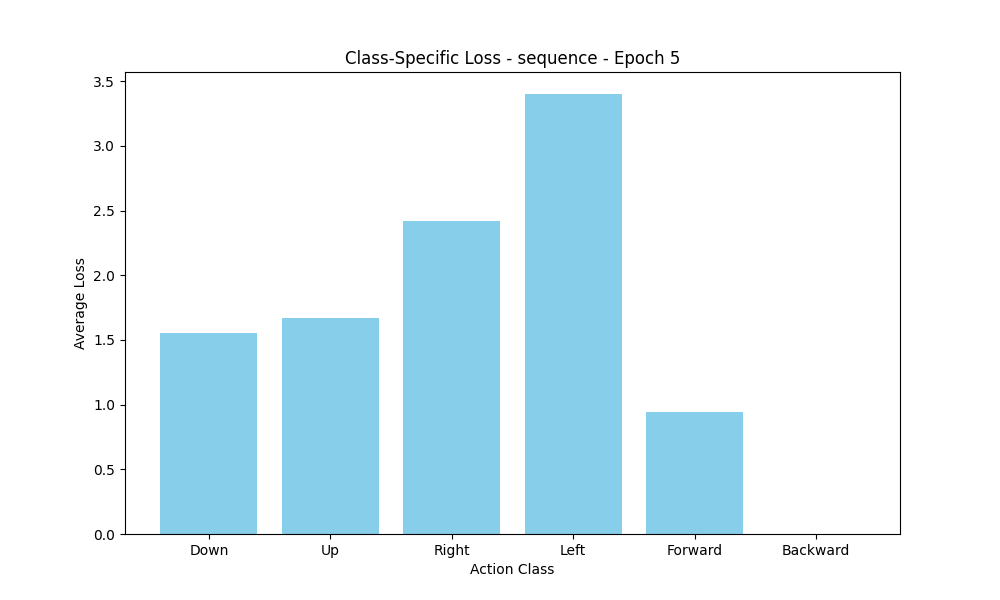 Class-Specific Loss - sequence - Epoch 5
3.5
3.0
2.5
2.0
1.5
1.0
0.5
0.0
Average Loss
Down Up Right Left Forward Backward
Action Class